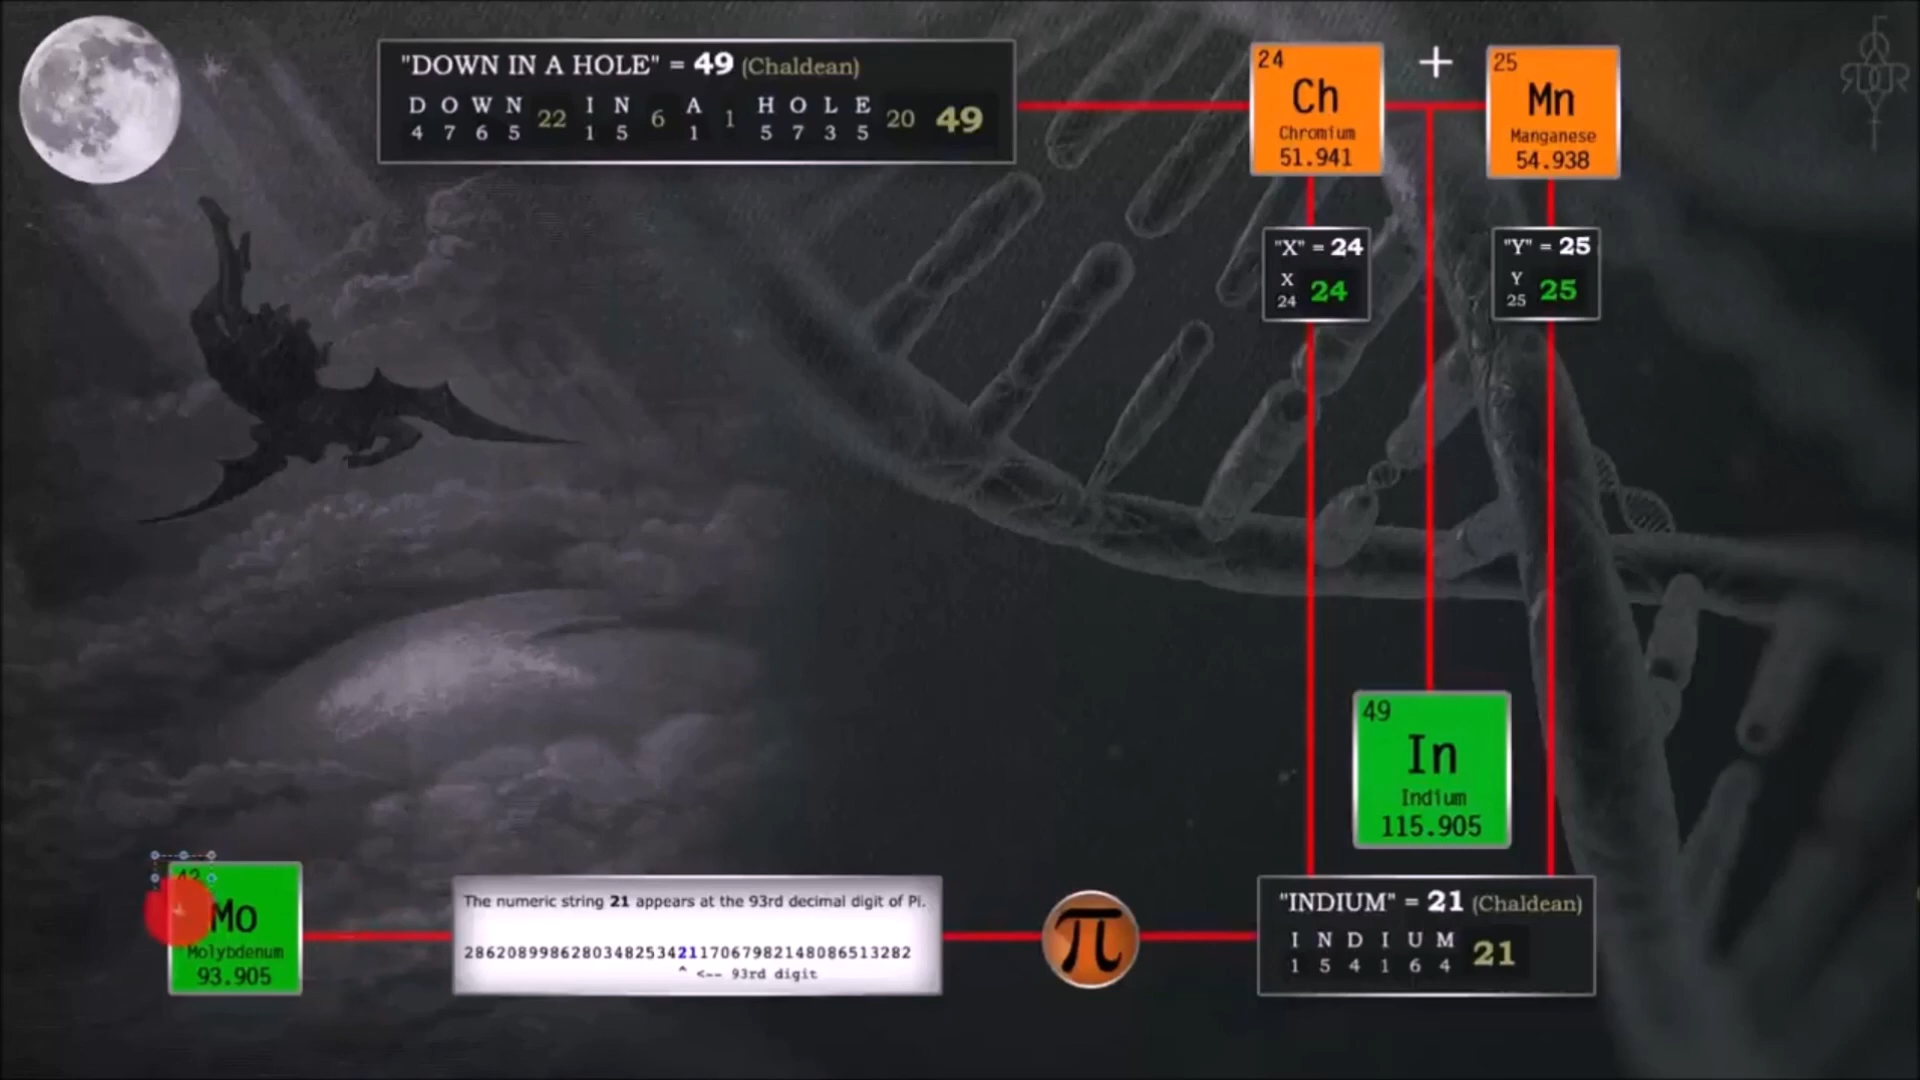 "DOWN IN A HOLE" = 49 (Chaldean)
D O W N 22 I N 6 A 1 H O L E 20 49
4 7 6 5 1 5 1 5 7 3 5
24
Ch
Chromium
51.941
+
25
Mn
Manganese
54.938
"X" = 24
X 24
24
"Y" = 25
Y 25
25
49
In
Indium
115.905
42
Mo
Molybdenum
93.905
The numeric string 21 appears at the 93rd decimal digit of Pi.
28620899862803482534211706798214808651328​2
^ <-- 93rd digit
π
"INDIUM" = 21 (Chaldean)
I N D I U M 21
1 5 4 1 6 4